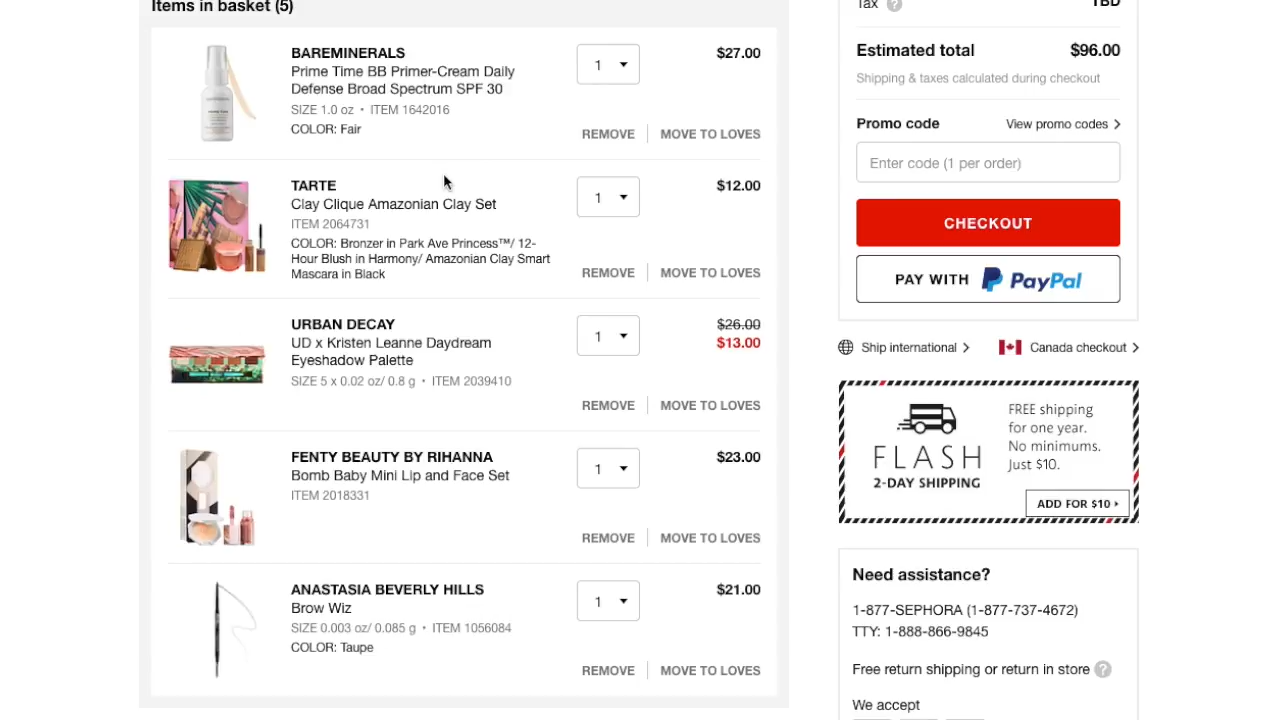 Items in basket (5)
BAREMINERALS
Prime Time BB Primer-Cream Daily
Defense Broad Spectrum SPF 30
SIZE 1.0 oz • ITEM 1642016
COLOR: Fair
1
$27.00
REMOVE
MOVE TO LOVES
TARTE
Clay Clique Amazonian Clay Set
ITEM 2064731
COLOR: Bronzer in Park Ave Princess™/ 12-
Hour Blush in Harmony/ Amazonian Clay Smart
Mascara in Black
1
$12.00
REMOVE
MOVE TO LOVES
URBAN DECAY
UD x Kristen Leanne Daydream
Eyeshadow Palette
SIZE 5 x 0.02 oz/ 0.8 g • ITEM 2039410
1
$26.00
$13.00
REMOVE
MOVE TO LOVES
FENTY BEAUTY BY RIHANNA
Bomb Baby Mini Lip and Face Set
ITEM 2018331
1
$23.00
REMOVE
MOVE TO LOVES
ANASTASIA BEVERLY HILLS
Brow Wiz
SIZE 0.003 oz/ 0.085 g • ITEM 1056084
COLOR: Taupe
1
$21.00
REMOVE
MOVE TO LOVES
Tax ?
TBD
Estimated total
$96.00
Shipping & taxes calculated during checkout
Promo code
View promo codes
Enter code (1 per order)
CHECKOUT
PAY WITH PayPal
Ship international
Canada checkout
FLASH
2-DAY SHIPPING
FREE shipping
for one year.
No minimums.
Just $10.
ADD FOR $10
Need assistance?
1-877-SEPHORA (1-877-737-4672)
TTY: 1-888-866-9845
Free return shipping or return in store ?
We accept